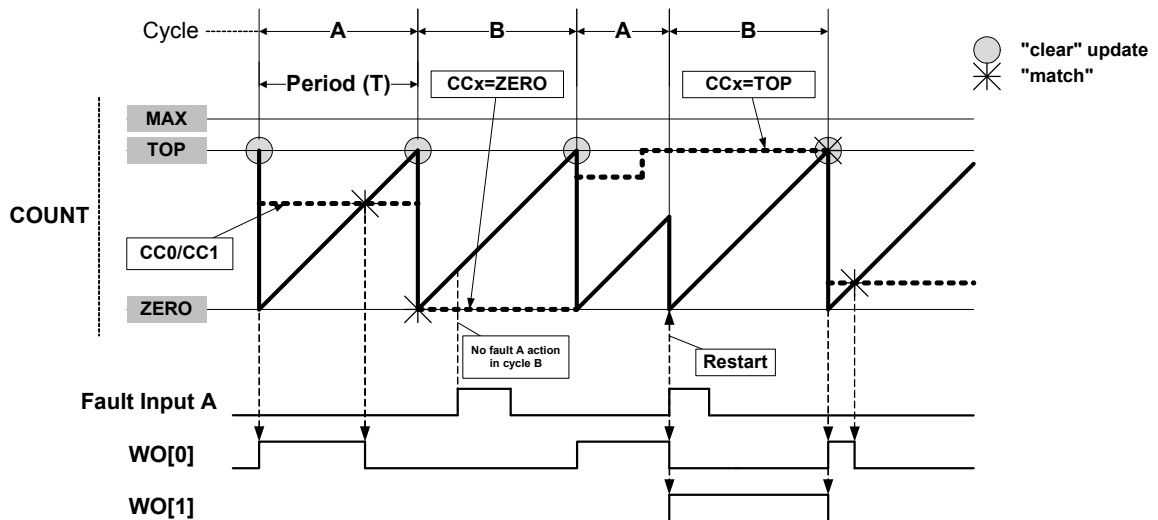 Cycle
A
B
A
B
"clear" update
"match"
Period (T)
CCx=ZERO
CCx=TOP
MAX
TOP
COUNT
CC0/CC1
ZERO
No fault A action
in cycle B
Restart
Fault Input A
WO[0]
WO[1]